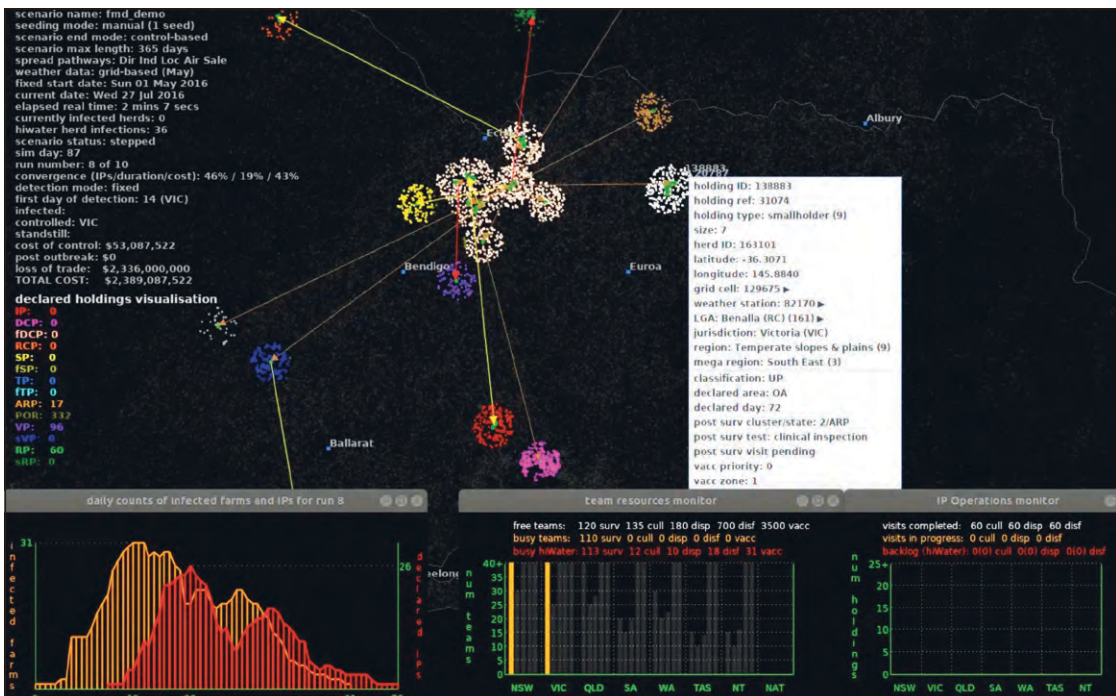 scenario name: fmd_demo
seeding mode: manual (1 seed)
scenario end mode: control-based
scenario max length: 365 days
spread pathways: Dir Ind Loc Air Sale
weather data: grid-based (May)
fixed start date: Sun 01 May 2016
current date: Wed 27 Jul 2016
elapsed real time: 2 mins 7 secs
currently infected herds: 0
hiwater herd infections: 36
scenario status: stepped
sim day: 87
run number: 8 of 10
convergence (IPs/duration/cost): 46% / 19% / 43%
detection mode: fixed
first day of detection: 14 (VIC)
infected:
controlled: VIC
standstill:
cost of control: $53,087,522
post outbreak: $0
loss of trade: $2,336,000,000
TOTAL COST: $2,389,087,522
declared holdings visualisation
IP: 0
DCP: 0
fDCP: 0
RCP: 0
SP: 0
fSP: 0
TP: 0
fTP: 0
ARP: 17
POR: 332
VP: 96
sVP: 0
RP: 60
sRP: 0
Albury
138883
Bendigo
Euroa
Ballarat
holding ID: 138883
holding ref: 31074
holding type: smallholder (9)
size: 7
herd ID: 163101
latitude: -36.3071
longitude: 145.8840
grid cell: 129675 ▶
weather station: 82170 ▶
LGA: Benalla (RC) (161) ▶
jurisdiction: Victoria (VIC)
region: Temperate slopes & plains (9)
mega region: South East (3)
classification: UP
declared area: OA
declared day: 72
post surv cluster/state: 2/ARP
post surv test: clinical inspection
post surv visit pending
vacc priority: 0
vacc zone: 1
daily counts of infected farms and IPs for run 8
31
26
infected farms
declared IPs
eelong
team resources monitor
free teams: 120 surv 135 cull 180 disp 700 disf 3500 vacc
busy teams: 110 surv 0 cull 0 disp 0 disf 0 vacc
busy hiWater: 113 surv 12 cull 10 disp 18 disf 31 vacc
num teams
40+
35
30
25
20
15
10
5
0
NSW VIC QLD SA WA TAS NT NAT
IP Operations monitor
visits completed: 60 cull 60 disp 60 disf
visits in progress: 0 cull 0 disp 0 disf
backlog (hiWater): 0(0) cull 0(0) disp 0(0) disf
num holdings
25+
20
15
10
5
0
NSW VIC QLD SA WA TAS NT